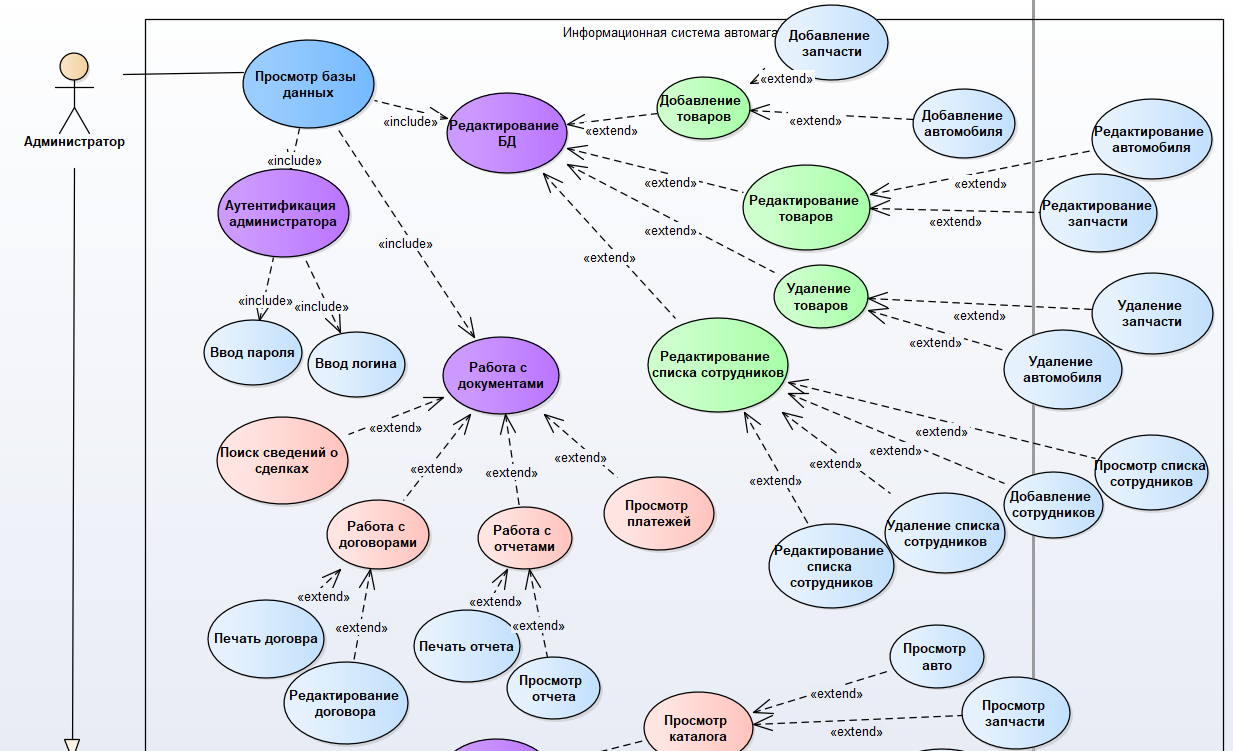 Информационная система автомага
Добавление
запчасти
Просмотр базы
данных
«extend»
Администратор
Добавление
товаров
«include»
Редактирование
БД
«extend»
«extend»
Добавление
автомобиля
Редактирование
автомобиля
«include»
«extend»
«extend»
Аутентификация
администратора
Редактирование
товаров
Редактирование
запчасти
«extend»
«extend»
«include»
«extend»
Удаление
товаров
«include»
«include»
«extend»
Удаление
запчасти
«extend»
Ввод пароля
Ввод логина
Работа с
документами
Редактирование
списка сотрудников
Удаление
автомобиля
«extend»
«extend»
«extend»
Поиск сведений о
сделках
«extend»
«extend»
«extend»
«extend»
«extend»
Просмотр списка
сотрудников
Работа с
договорами
Работа с
отчетами
Просмотр
платежей
Добавление
сотрудников
Удаление списка
сотрудников
Редактирование
списка
сотрудников
«extend»
«extend»
«extend»
«extend»
Печать договра
Печать отчета
Редактирование
договора
Просмотр
отчета
Просмотр
авто
«extend»
Просмотр
каталога
Просмотр
запчасти
«extend»